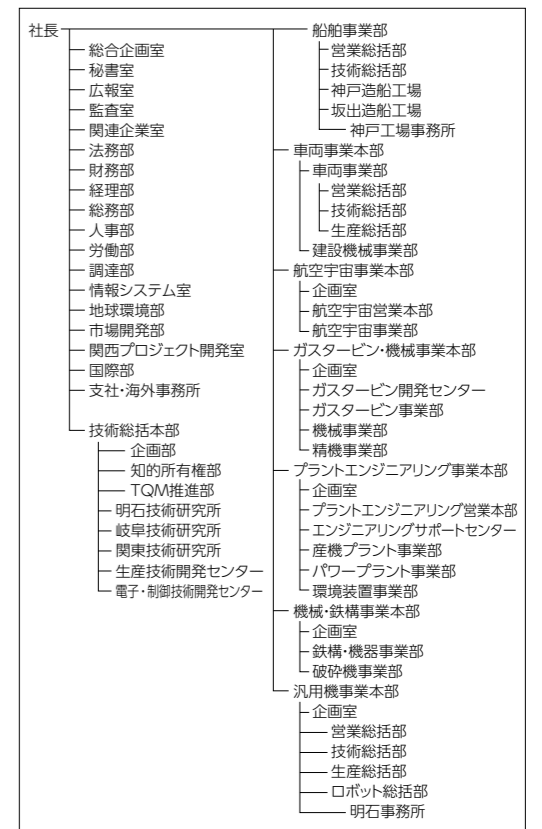 社長
総合企画室
秘書室
広報室
監査室
関連企業室
法務部
財務部
経理部
総務部
人事部
労働部
調達部
情報システム室
地球環境部
市場開発部
関西プロジェクト開発室
国際部
支社・海外事務所
技術総括本部
企画部
知的所有権部
TQM推進部
明石技術研究所
岐阜技術研究所
関東技術研究所
生産技術開発センター
電子・制御技術開発センター
船舶事業部
営業総括部
技術総括部
神戸造船工場
坂出造船工場
神戸工場事務所
車両事業本部
車両事業部
営業総括部
技術総括部
生産総括部
建設機械事業部
航空宇宙事業本部
企画室
航空宇宙営業本部
航空宇宙事業部
ガスタービン・機械事業本部
企画室
ガスタービン開発センター
ガスタービン事業部
機械事業部
精機事業部
プラントエンジニアリング事業本部
企画室
プラントエンジニアリング営業本部
エンジニアリングサポートセンター
産機プラント事業部
パワープラント事業部
環境装置事業部
機械・鉄構事業本部
企画室
鉄構・機器事業部
破砕機事業部
汎用機事業本部
企画室
営業総括部
技術総括部
生産総括部
ロボット総括部
明石事務所